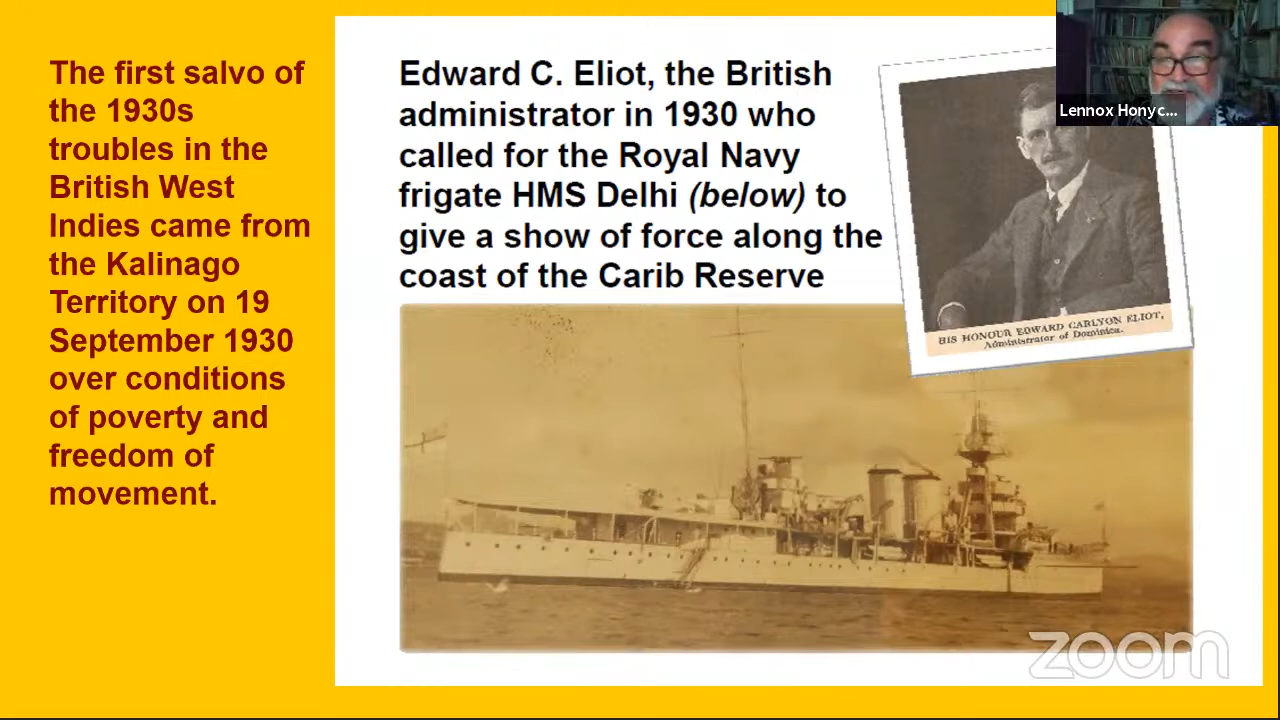 The first salvo of
the 1930s
troubles in the
British West
Indies came from
the Kalinago
Territory on 19
September 1930
over conditions
of poverty and
freedom of
movement.
Edward C. Eliot, the British
administrator in 1930 who
called for the Royal Navy
frigate HMS Delhi (below) to
give a show of force along the
coast of the Carib Reserve
HIS HONOUR EDWARD CARLYON ELIOT,
Administrator of Dominica.
Lennox Honyc...
zoom